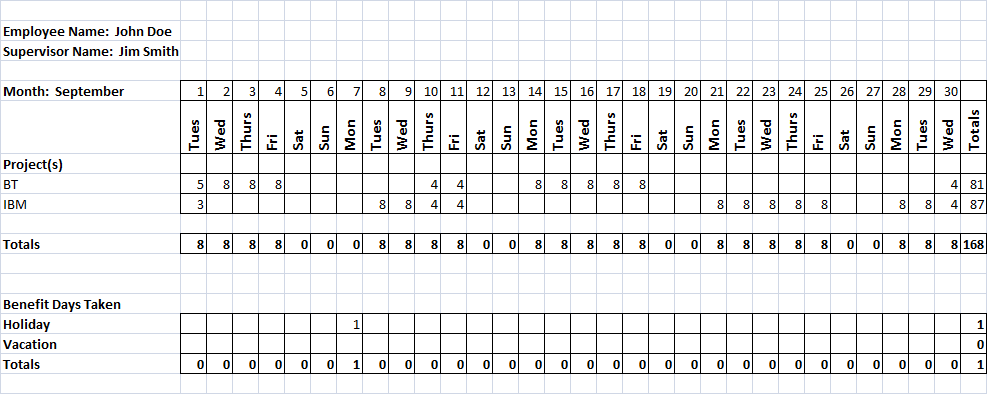 Employee Name: John Doe
Supervisor Name: Jim Smith
Month: September 1 2 3 4 5 6 7 8 9 10 11 12 13 14 15 16 17 18 19 20 21 22 23 24 25 26 27 28 29 30
Tues Wed Thurs Fri Sat Sun Mon Tues Wed Thurs Fri Sat Sun Mon Tues Wed Thurs Fri Sat Sun Mon Tues Wed Thurs Fri Sat Sun Mon Tues Wed Totals
Project(s)
BT 5 8 8 8 4 4 8 8 8 8 8 4 81
IBM 3 8 8 4 4 8 8 8 8 8 8 8 4 87
Totals 8 8 8 8 0 0 0 8 8 8 8 0 0 8 8 8 8 8 0 0 8 8 8 8 8 0 0 8 8 8 168
Benefit Days Taken
Holiday 1 1
Vacation 0
Totals 0 0 0 0 0 0 1 0 0 0 0 0 0 0 0 0 0 0 0 0 0 0 0 0 0 0 0 0 0 0 1